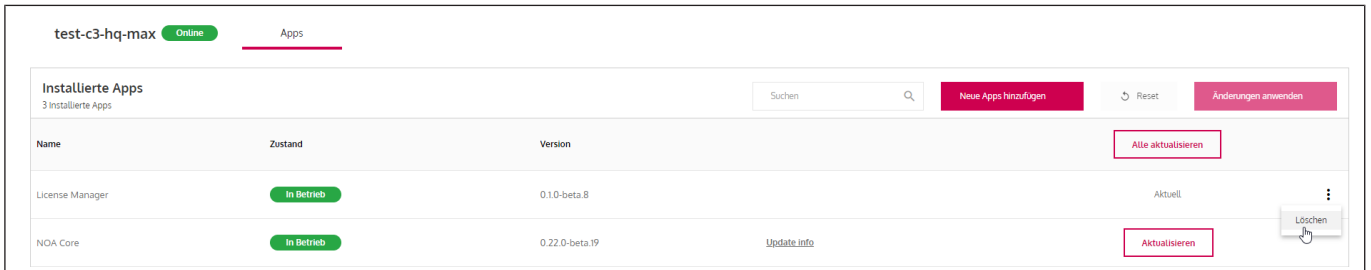 test-c3-hq-max Online Apps
Installierte Apps
3 Installierte Apps
Suchen Neue Apps hinzufügen Reset Änderungen anwenden
Name Zustand Version Alle aktualisieren
License Manager In Betrieb 0.1.0-beta.8 Aktuell
Löschen
NOA Core In Betrieb 0.22.0-beta.19 Update info Aktualisieren